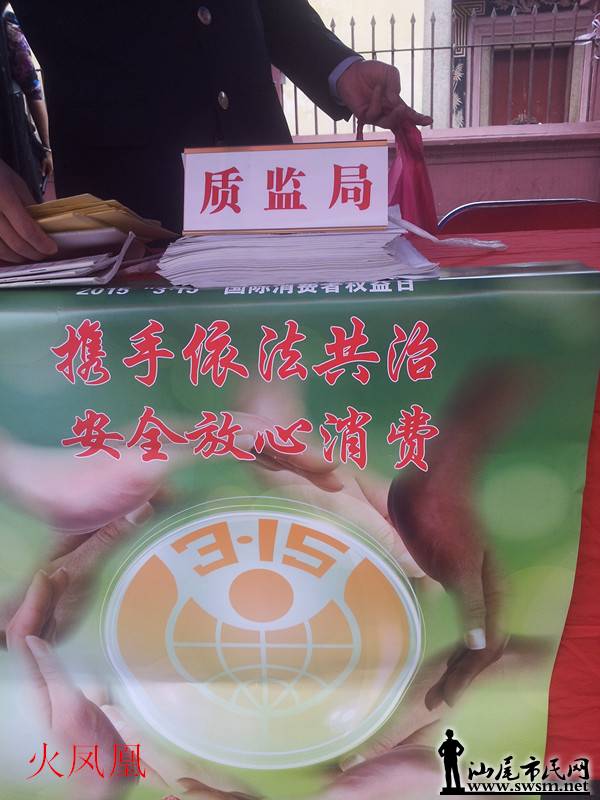 质监局
2015 "3·15" 国际消费者权益日
携手依法共治
安全放心消费
3·15
火凤凰
汕尾市民网
www.swsm.net